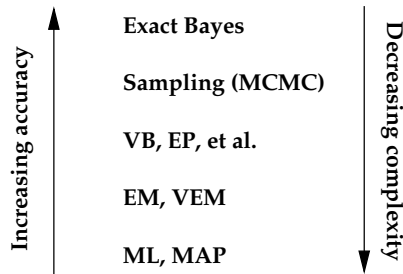 Increasing accuracy
Exact Bayes
Sampling (MCMC)
VB, EP, et al.
EM, VEM
ML, MAP
Decreasing complexity